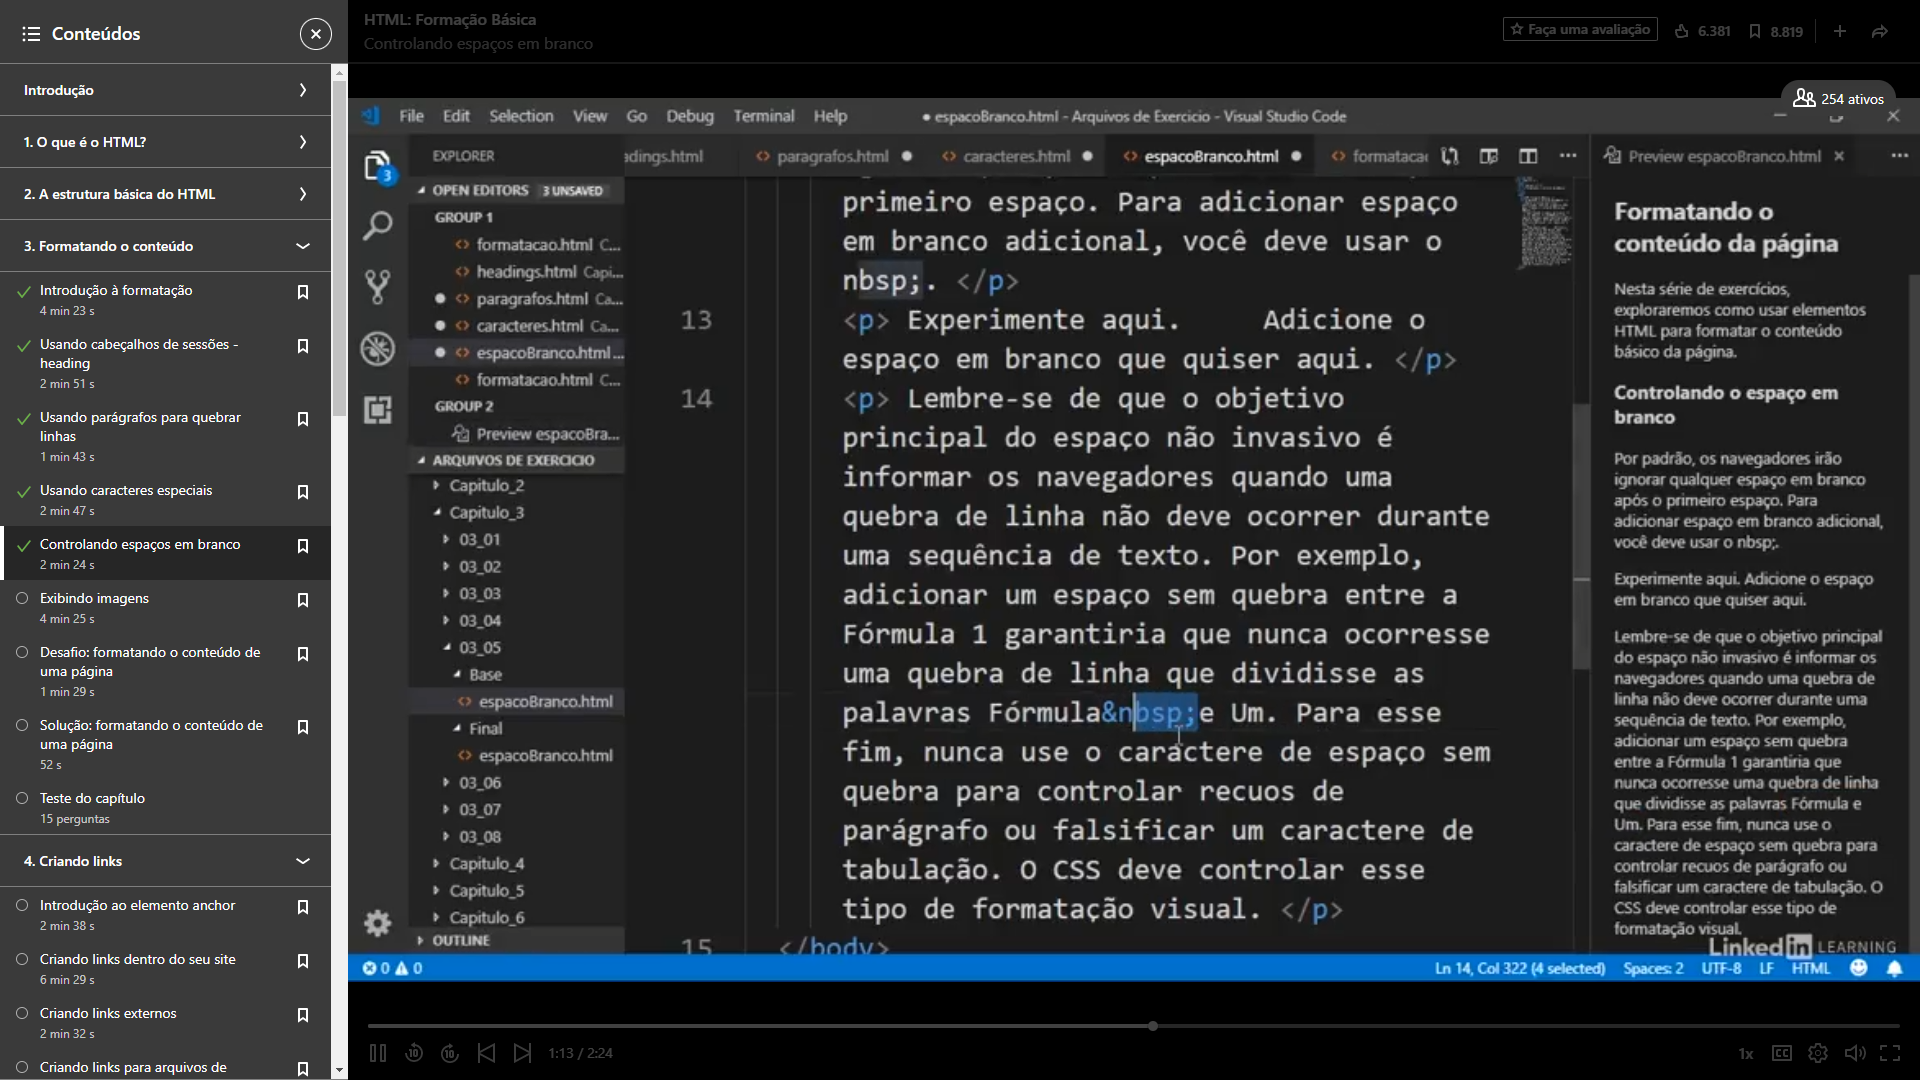 Conteúdos
Introdução
1. O que é o HTML?
2. A estrutura básica do HTML
3. Formatando o conteúdo
Introdução à formatação
4 min 23 s
Usando cabeçalhos de sessões -
heading
2 min 51 s
Usando parágrafos para quebrar
linhas
1 min 43 s
Usando caracteres especiais
2 min 47 s
Controlando espaços em branco
2 min 24 s
Exibindo imagens
4 min 25 s
Desafio: formatando o conteúdo de
uma página
1 min 29 s
Solução: formatando o conteúdo de
uma página
52 s
Teste do capítulo
15 perguntas
4. Criando links
Introdução ao elemento anchor
2 min 38 s
Criando links dentro do seu site
6 min 29 s
Criando links externos
2 min 32 s
Criando links para arquivos de
HTML: Formação Básica
Controlando espaços em branco
Faça uma avaliação
6.381
8.819
254 ativos
File Edit Selection View Go Debug Terminal Help
● espacoBranco.html - Arquivos de Exercicio - Visual Studio Code
3
EXPLORER
OPEN EDITORS 3 UNSAVED
GROUP 1
formatacao.html C...
headings.html Capi...
paragrafos.html Ca...
caracteres.html Ca...
espacoBranco.html...
formatacao.html C...
GROUP 2
Preview espacoBra...
ARQUIVOS DE EXERCICIO
Capitulo_2
Capitulo_3
03_01
03_02
03_03
03_04
03_05
Base
espacoBranco.html
Final
espacoBranco.html
03_06
03_07
03_08
Capitulo_4
Capitulo_5
Capitulo_6
OUTLINE
adings.html paragrafos.html caracteres.html espacoBranco.html formatacao
primeiro espaço. Para adicionar espaço
em branco adicional, você deve usar o
nbsp;. </p>
13 <p> Experimente aqui.     Adicione o
espaço em branco que quiser aqui. </p>
14 <p> Lembre-se de que o objetivo
principal do espaço não invasivo é
informar os navegadores quando uma
quebra de linha não deve ocorrer durante
uma sequência de texto. Por exemplo,
adicionar um espaço sem quebra entre a
Fórmula 1 garantiria que nunca ocorresse
uma quebra de linha que dividisse as
palavras Fórmula&nbsp;e Um. Para esse
fim, nunca use o caractere de espaço sem
quebra para controlar recuos de
parágrafo ou falsificar um caractere de
tabulação. O CSS deve controlar esse
tipo de formatação visual. </p>
15 </body>
Preview espacoBranco.html
Formatando o
conteúdo da página
Nesta série de exercícios,
exploraremos como usar elementos
HTML para formatar o conteúdo
básico da página.
Controlando o espaço em
branco
Por padrão, os navegadores irão
ignorar qualquer espaço em branco
após o primeiro espaço. Para
adicionar espaço em branco adicional,
você deve usar o nbsp;.
Experimente aqui. Adicione o espaço
em branco que quiser aqui.
Lembre-se de que o objetivo principal
do espaço não invasivo é informar os
navegadores quando uma quebra de
linha não deve ocorrer durante uma
sequência de texto. Por exemplo,
adicionar um espaço sem quebra
entre a Fórmula 1 garantiria que
nunca ocorresse uma quebra de linha
que dividisse as palavras Fórmula e
Um. Para esse fim, nunca use o
caractere de espaço sem quebra para
controlar recuos de parágrafo ou
falsificar um caractere de tabulação. O
CSS deve controlar esse tipo de
formatação visual.
LinkedIn LEARNING
0 0
Ln 14, Col 322 (4 selected) Spaces: 2 UTF-8 LF HTML
10 10 1:13 / 2:24
1x CC